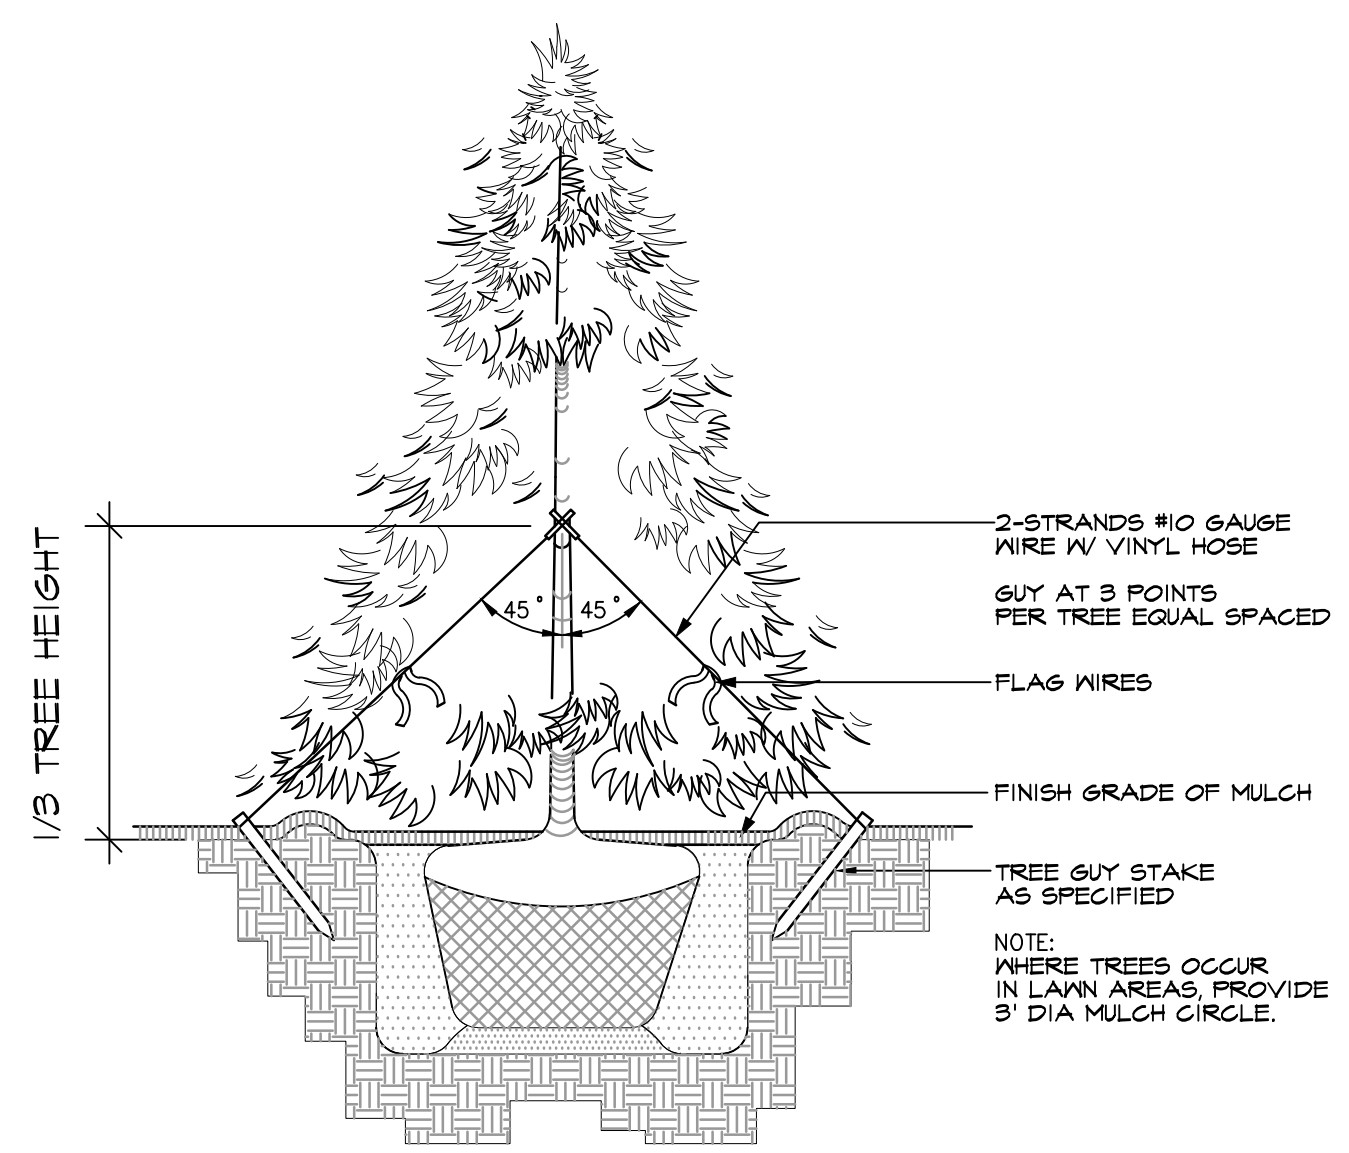 2-STRANDS #10 GAUGE
WIRE W/ VINYL HOSE
GUY AT 3 POINTS
PER TREE EQUAL SPACED
1/3 TREE HEIGHT
45° 45°
FLAG WIRES
FINISH GRADE OF MULCH
TREE GUY STAKE
AS SPECIFIED
NOTE:
WHERE TREES OCCUR
IN LAWN AREAS, PROVIDE
3' DIA MULCH CIRCLE.